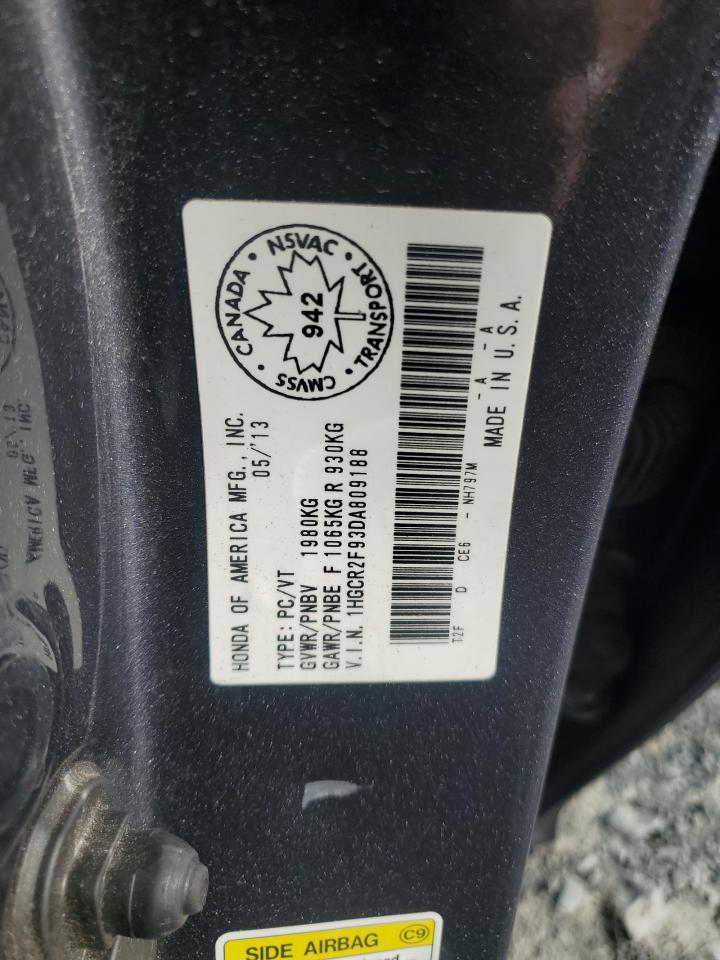 CANADA • NSVAC • TRANSPORT • CMVSS •
942
HONDA OF AMERICA MFG., INC.
05/'13
TYPE: PC/VT
GVWR/PNBV 1980KG
GAWR/PNBE F 1065KG R 930KG
V.I.N. 1HGCR2F93DA809188
T2F D CE6 - NH797M - A - A
MADE IN U.S.A.
SIDE AIRBAG C9